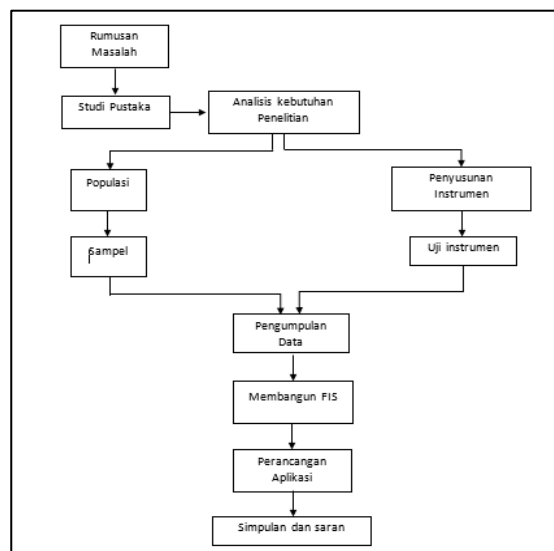 Rumusan
Masalah
Studi Pustaka
Analisis kebutuhan
Penelitian
Populasi
Penyusunan
Instrumen
Sampel
Uji instrumen
Pengumpulan
Data
Membangun FIS
Perancangan
Aplikasi
Simpulan dan saran